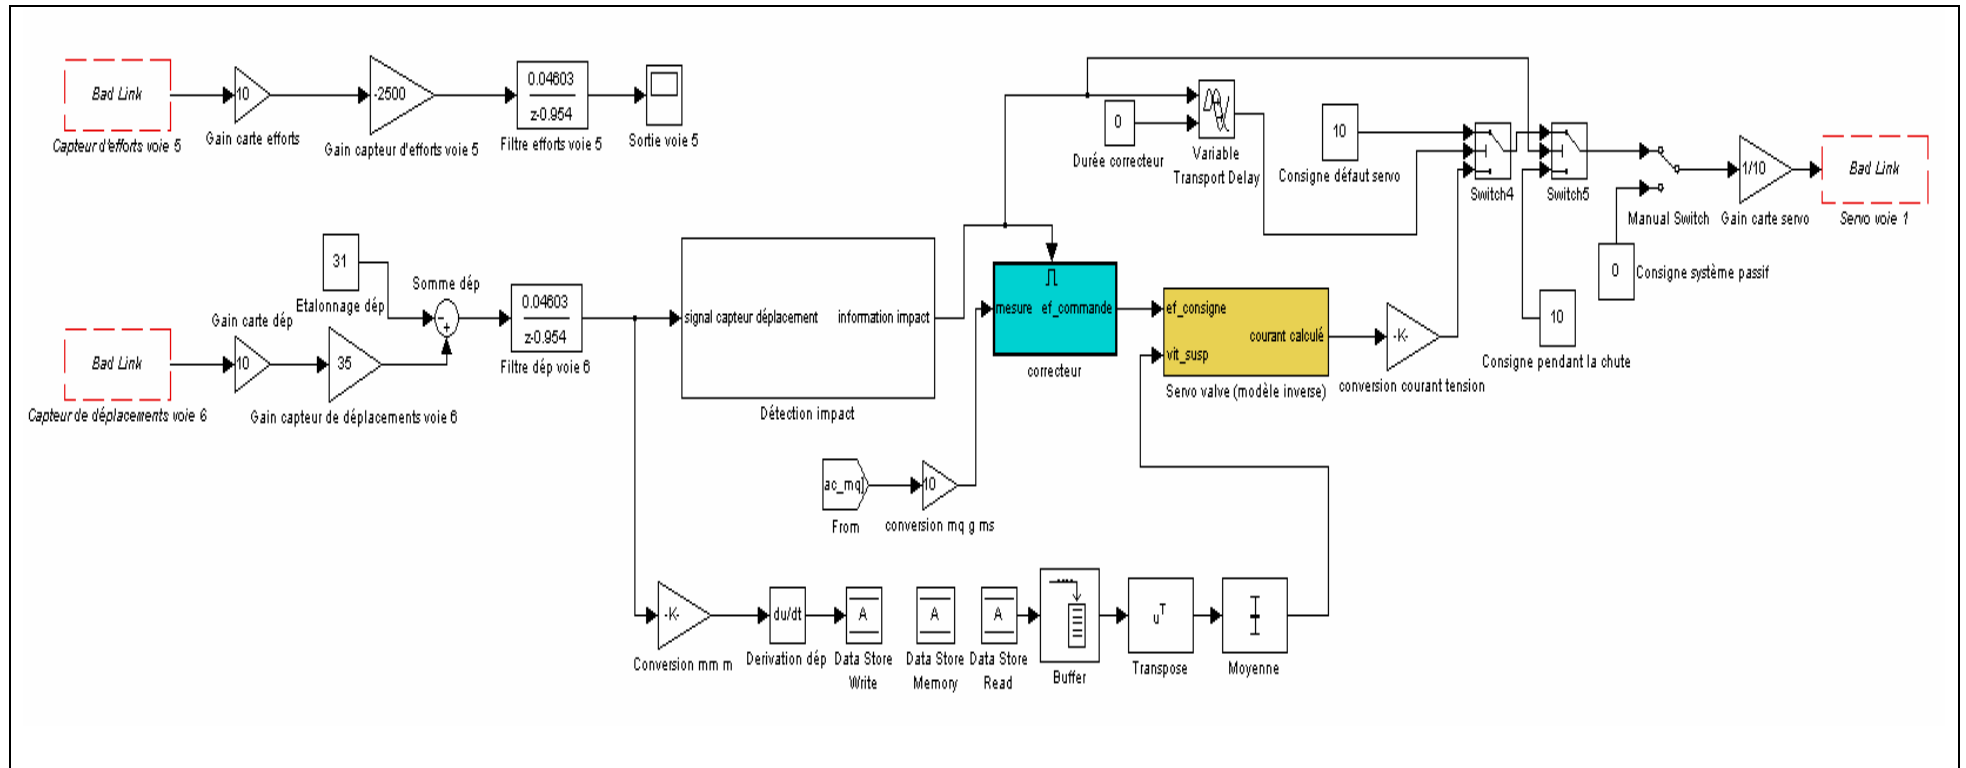 Bad Link
Capteur d'efforts voie 5
10
Gain carte efforts
-2500
Gain capteur d'efforts voie 5
0.04603
z-0.954
Filtre efforts voie 5
Sortie voie 5
0
Durée correcteur
Variable
Transport Delay
10
Consigne défaut servo
Switch4
Switch5
Manual Switch
1/10
Gain carte servo
Bad Link
Servo voie 1
0
Consigne système passif
10
Consigne pendant la chute
31
Etalonnage dép
Somme dép
Bad Link
Capteur de déplacements voie 6
Gain carte dép
10
35
Gain capteur de déplacements voie 6
0.04603
z-0.954
Filtre dép voie 6
signal capteur déplacement
information impact
Détection impact
mesure
ef_commande
correcteur
ef_consigne
vit_susp
courant calculé
Servo valve (modèle inverse)
-K-
conversion courant tension
ac_mq]
From
10
conversion mq g ms
-K-
Conversion mm m
du/dt
Derivation dép
A
Data Store
Write
A
Data Store
Memory
A
Data Store
Read
Buffer
uT
Transpose
Moyenne